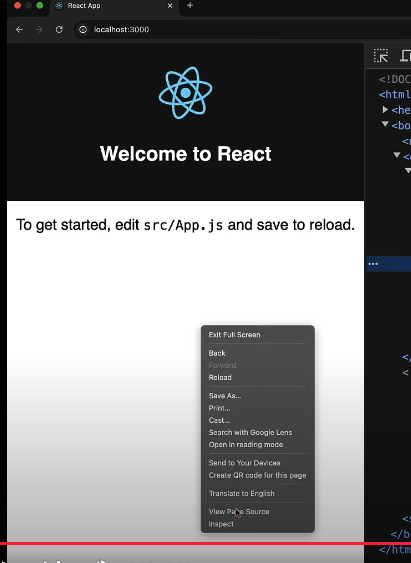 React App
localhost:3000
Welcome to React
To get started, edit src/App.js and save to reload.
Exit Full Screen
Back
Forward
Reload
Save As...
Print...
Cast...
Search with Google Lens
Open in reading mode
Send to Your Devices
Create QR code for this page
Translate to English
View Page Source
Inspect
<!DOC
<html
<he
<bo
</
<
</b
</htm